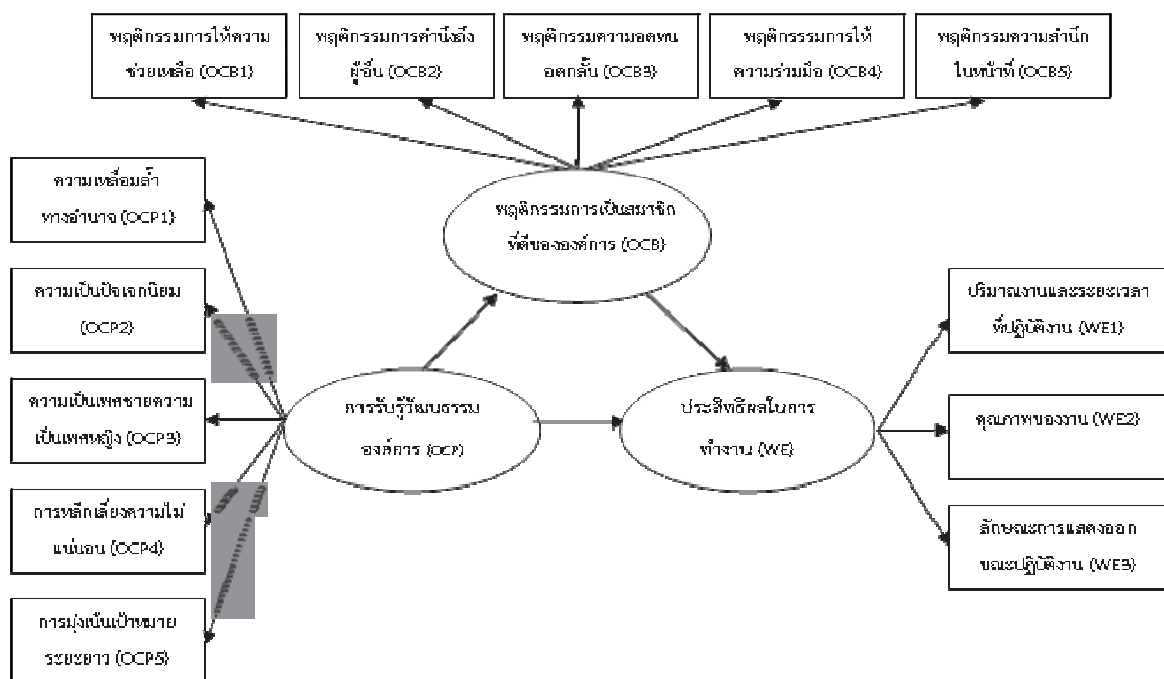 พฤติกรรมการให้ความ
ช่วยเหลือ (OCB1)
พฤติกรรมการคำนึงถึง
ผู้อื่น (OCB2)
พฤติกรรมความอดทน
อดกลั้น (OCB3)
พฤติกรรมการให้
ความร่วมมือ (OCB4)
พฤติกรรมความสำนึก
ในหน้าที่ (OCB5)
ความเหลื่อมล้ำ
ทางอำนาจ (OCP1)
พฤติกรรมการเป็นสมาชิก
ที่ดีขององค์การ (OCB)
ความเป็นปัจเจกนิยม
(OCP2)
ปริมาณงานและระยะเวลา
ที่ปฏิบัติงาน (WE1)
ความเป็นเพศชายความ
เป็นเพศหญิง (OCP3)
การรับรู้วัฒนธรรม
องค์การ (OCP)
ประสิทธิผลในการ
ทำงาน (WE)
คุณภาพของงาน (WE2)
การหลีกเลี่ยงความไม่
แน่นอน (OCP4)
ลักษณะการแสดงออก
ขณะปฏิบัติงาน (WE3)
การมุ่งเน้นเป้าหมาย
ระยะยาว (OCP5)